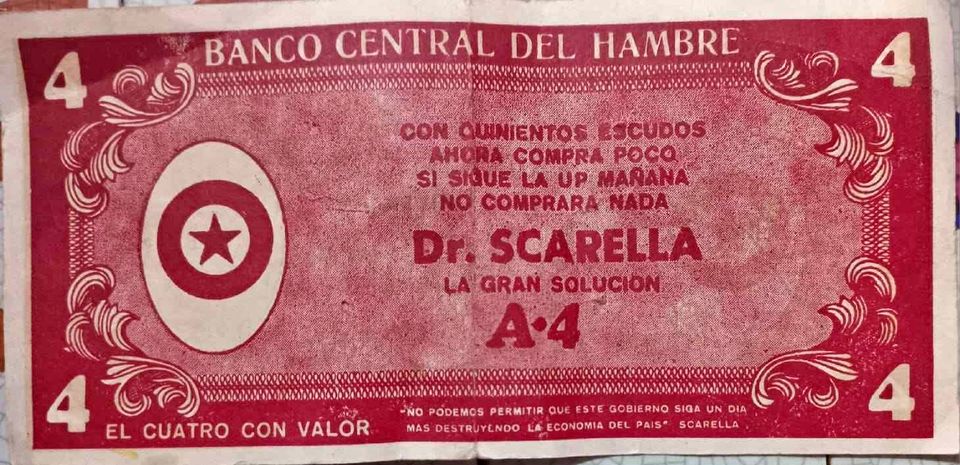 4 BANCO CENTRAL DEL HAMBRE 4
CON QUINIENTOS ESCUDOS
AHORA COMPRA POCO
SI SIGUE LA UP MAÑANA
NO COMPRARA NADA
Dr. SCARELLA
LA GRAN SOLUCION
A•4
4 EL CUATRO CON VALOR 4
"NO PODEMOS PERMITIR QUE ESTE GOBIERNO SIGA UN DIA
MAS DESTRUYENDO LA ECONOMIA DEL PAIS" SCARELLA